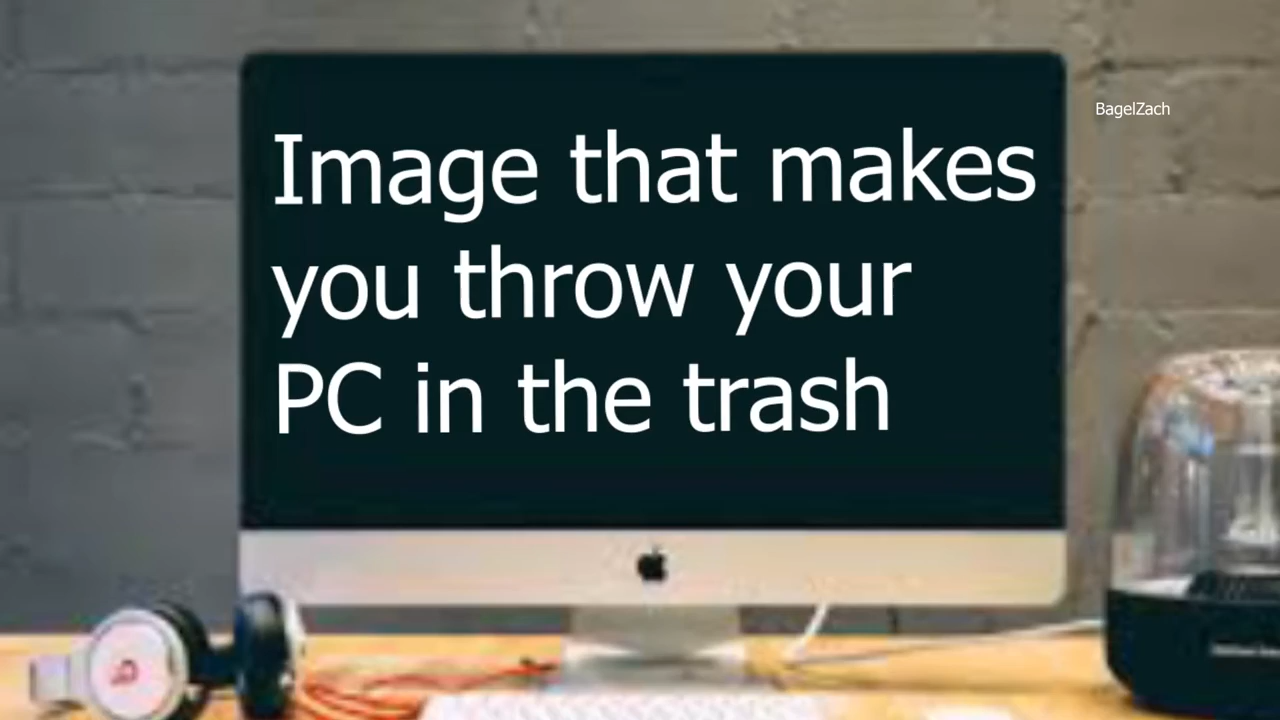 BagelZach
Image that makes
you throw your
PC in the trash